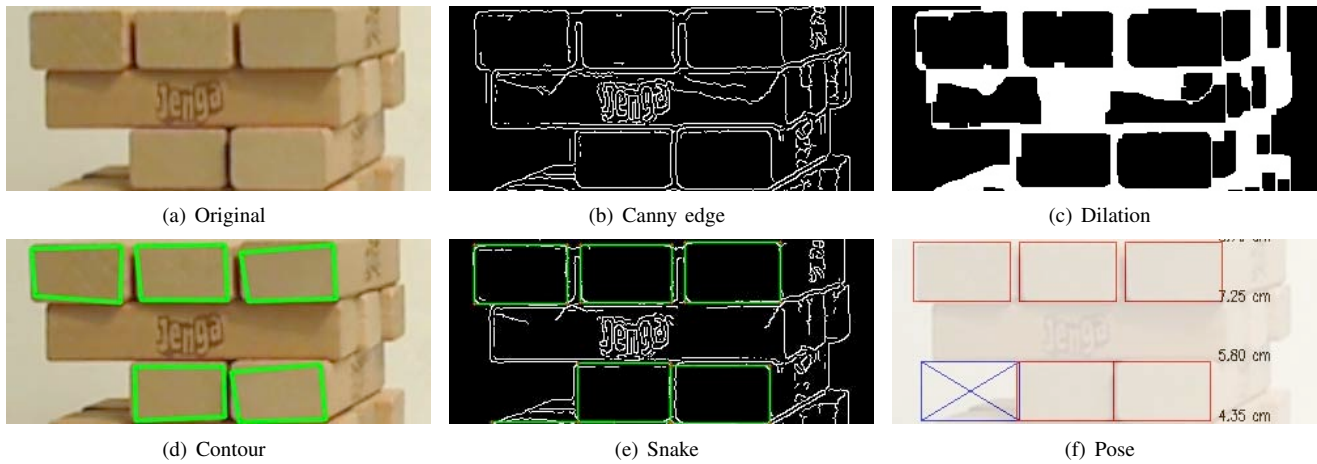 Jenga
Jenga
(a) Original
(b) Canny edge
(c) Dilation
7.25 cm
Jenga
Jenga
Jenga
5.80 cm
4.35 cm
(d) Contour
(e) Snake
(f) Pose